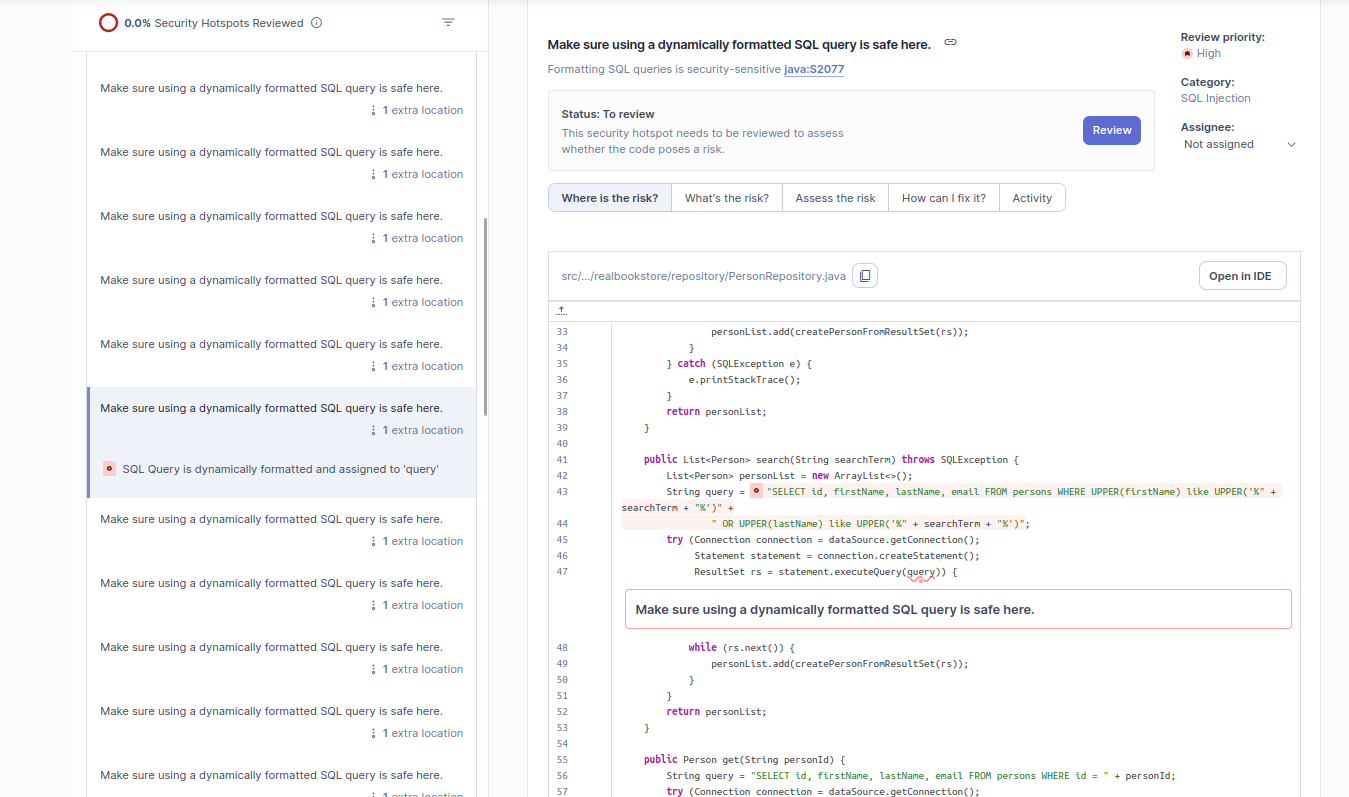 0.0% Security Hotspots Reviewed
Make sure using a dynamically formatted SQL query is safe here.
1 extra location
Make sure using a dynamically formatted SQL query is safe here.
1 extra location
Make sure using a dynamically formatted SQL query is safe here.
1 extra location
Make sure using a dynamically formatted SQL query is safe here.
1 extra location
Make sure using a dynamically formatted SQL query is safe here.
1 extra location
Make sure using a dynamically formatted SQL query is safe here.
1 extra location
SQL Query is dynamically formatted and assigned to 'query'
Make sure using a dynamically formatted SQL query is safe here.
1 extra location
Make sure using a dynamically formatted SQL query is safe here.
1 extra location
Make sure using a dynamically formatted SQL query is safe here.
1 extra location
Make sure using a dynamically formatted SQL query is safe here.
1 extra location
Make sure using a dynamically formatted SQL query is safe here.
1 extra location
Make sure using a dynamically formatted SQL query is safe here.
Formatting SQL queries is security-sensitive java:S2077
Status: To review
This security hotspot needs to be reviewed to assess
whether the code poses a risk.
Review
Review priority:
High
Category:
SQL Injection
Assignee:
Not assigned
Where is the risk? What's the risk? Assess the risk How can I fix it? Activity
src/.../realbookstore/repository/PersonRepository.java
Open in IDE
33 personList.add(createPersonFromResultSet(rs));
34 }
35 } catch (SQLException e) {
36 e.printStackTrace();
37 }
38 return personList;
39 }
40
41 public List<Person> search(String searchTerm) throws SQLException {
42 List<Person> personList = new ArrayList<>();
43 String query = "SELECT id, firstName, lastName, email FROM persons WHERE UPPER(firstName) like UPPER('%" +
searchTerm + "%')" +
44 " OR UPPER(lastName) like UPPER('%" + searchTerm + "%')";
45 try (Connection connection = dataSource.getConnection();
46 Statement statement = connection.createStatement();
47 ResultSet rs = statement.executeQuery(query)) {
Make sure using a dynamically formatted SQL query is safe here.
48 while (rs.next()) {
49 personList.add(createPersonFromResultSet(rs));
50 }
51 }
52 return personList;
53 }
54
55 public Person get(String personId) {
56 String query = "SELECT id, firstName, lastName, email FROM persons WHERE id = " + personId;
57 try (Connection connection = dataSource.getConnection();